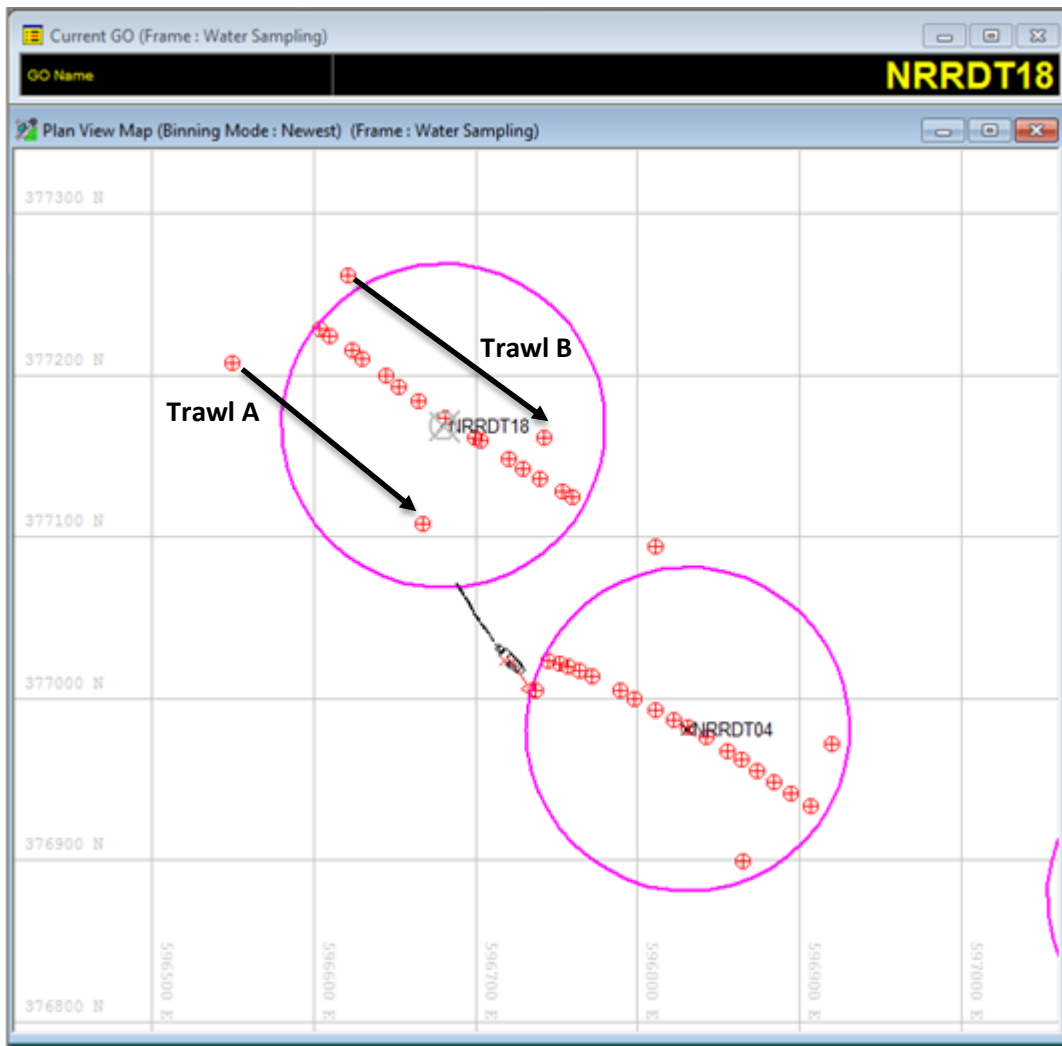 Current GO (Frame : Water Sampling)
GO Name
NRRDT18
Plan View Map (Binning Mode : Newest) (Frame : Water Sampling)
377300 N
Trawl B
377200 N
Trawl A
NRRDT18
377100 N
377000 N
NRRDT04
376900 N
596500 E
596600 E
596700 E
596800 E
596900 E
597000 E
376800 N